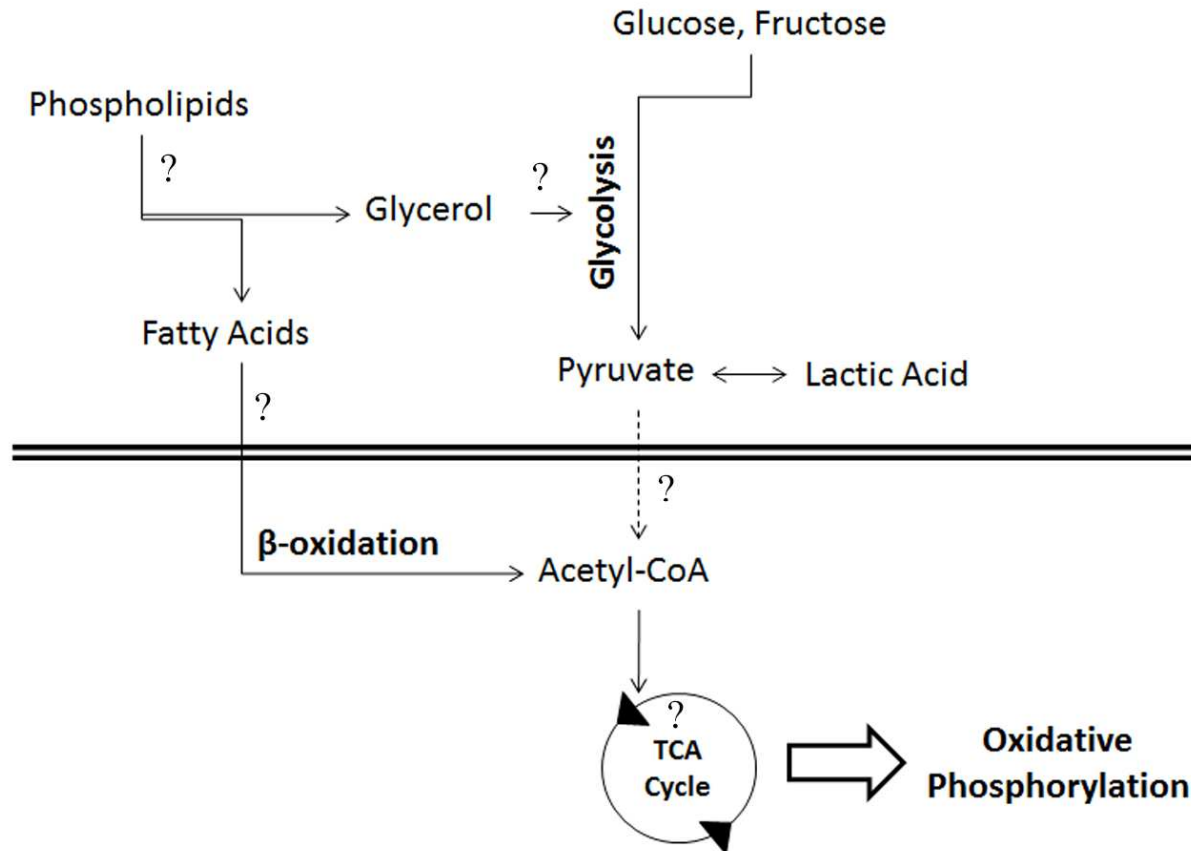 Glucose, Fructose
Phospholipids
?
Glycerol
?
Glycolysis
Fatty Acids
Pyruvate
Lactic Acid
?
?
β-oxidation
Acetyl-CoA
?
TCA
Cycle
Oxidative
Phosphorylation